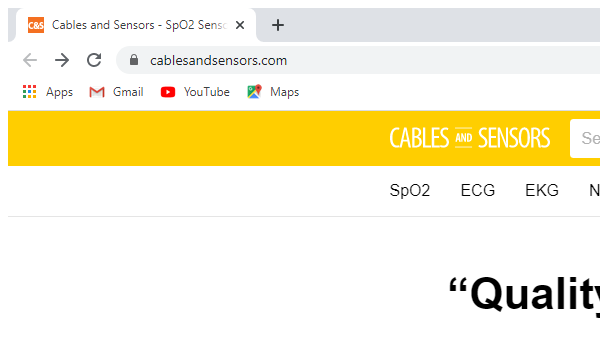 C&S Cables and Sensors - SpO2 Senso
cablesandsensors.com
Apps Gmail YouTube Maps
CABLES AND SENSORS Se
SpO2 ECG EKG N
“Quality